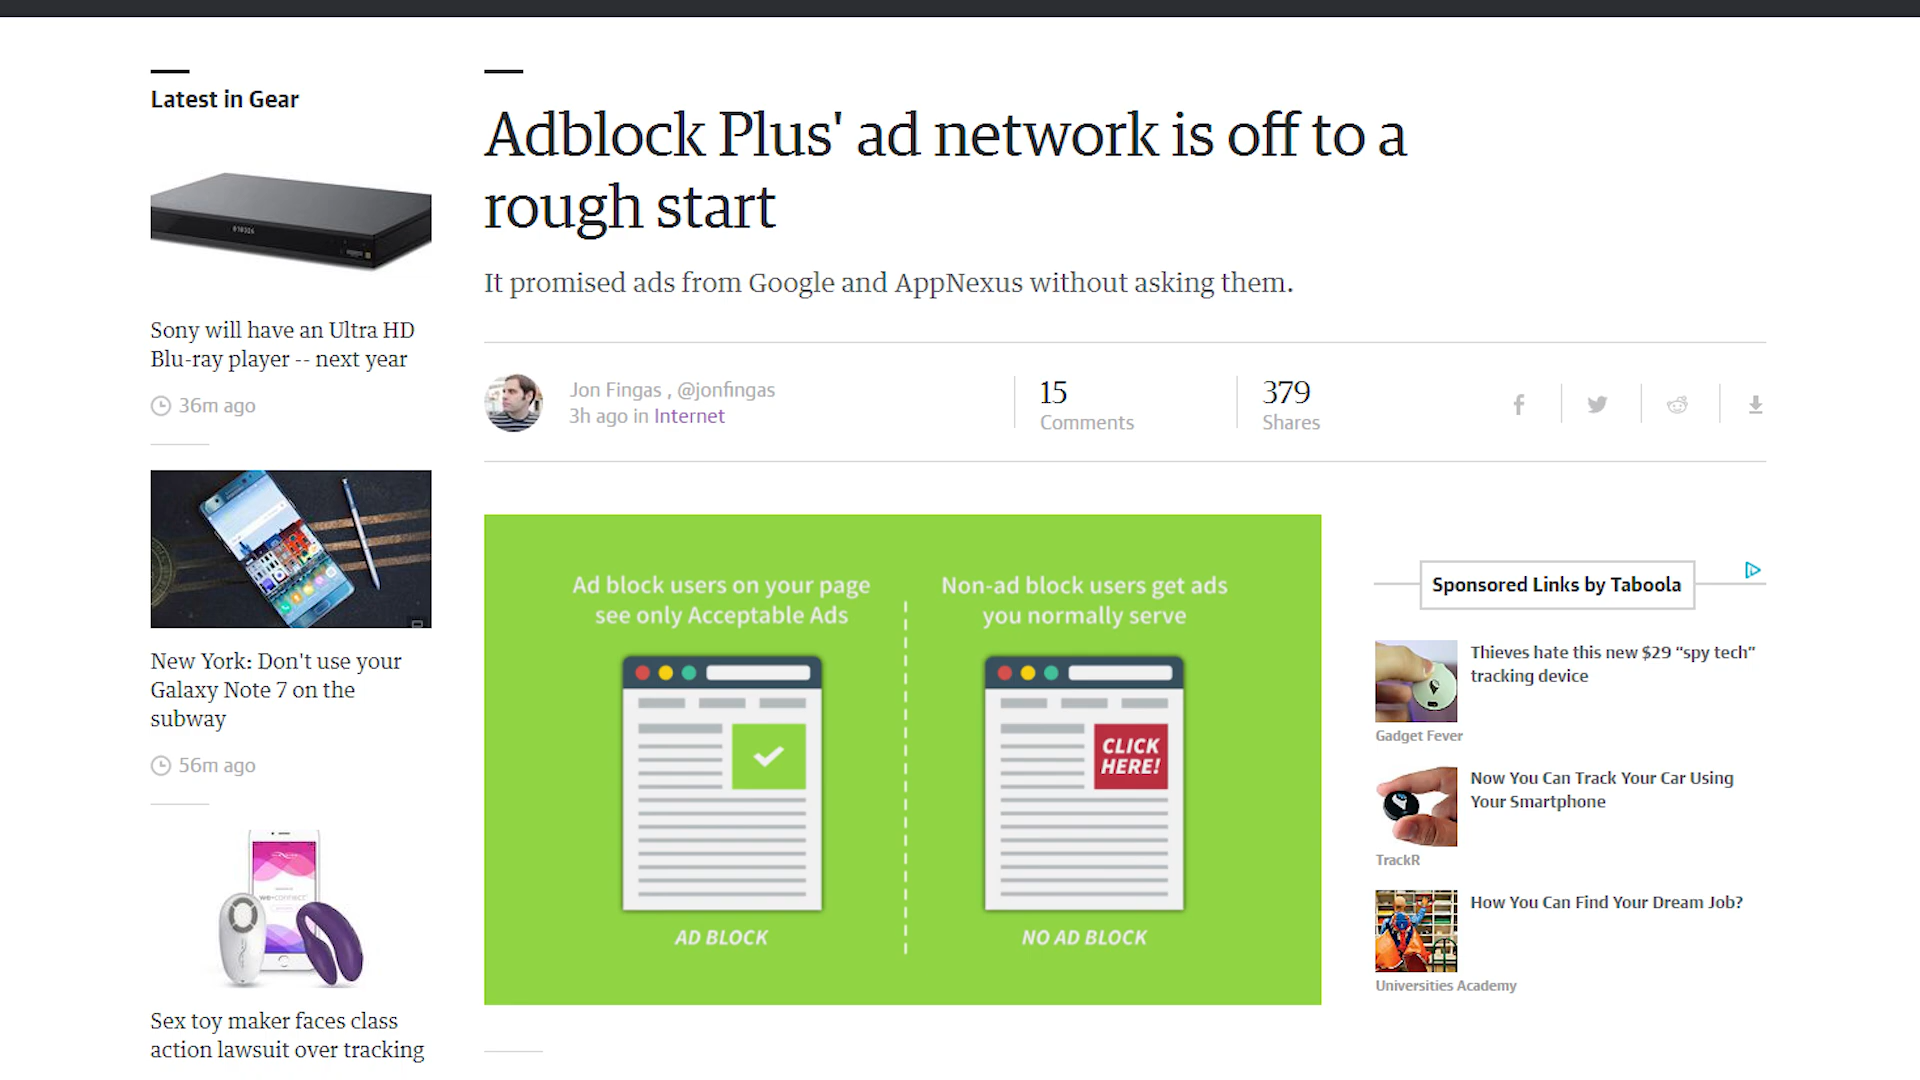 Latest in Gear
Sony will have an Ultra HD
Blu-ray player -- next year
36m ago
New York: Don't use your
Galaxy Note 7 on the
subway
56m ago
Sex toy maker faces class
action lawsuit over tracking
Adblock Plus' ad network is off to a
rough start
It promised ads from Google and AppNexus without asking them.
Jon Fingas , @jonfingas
3h ago in Internet
15
Comments
379
Shares
Ad block users on your page
see only Acceptable Ads
Non-ad block users get ads
you normally serve
CLICK
HERE!
AD BLOCK
NO AD BLOCK
Sponsored Links by Taboola
Thieves hate this new $29 “spy tech”
tracking device
Gadget Fever
Now You Can Track Your Car Using
Your Smartphone
TrackR
How You Can Find Your Dream Job?
Universities Academy